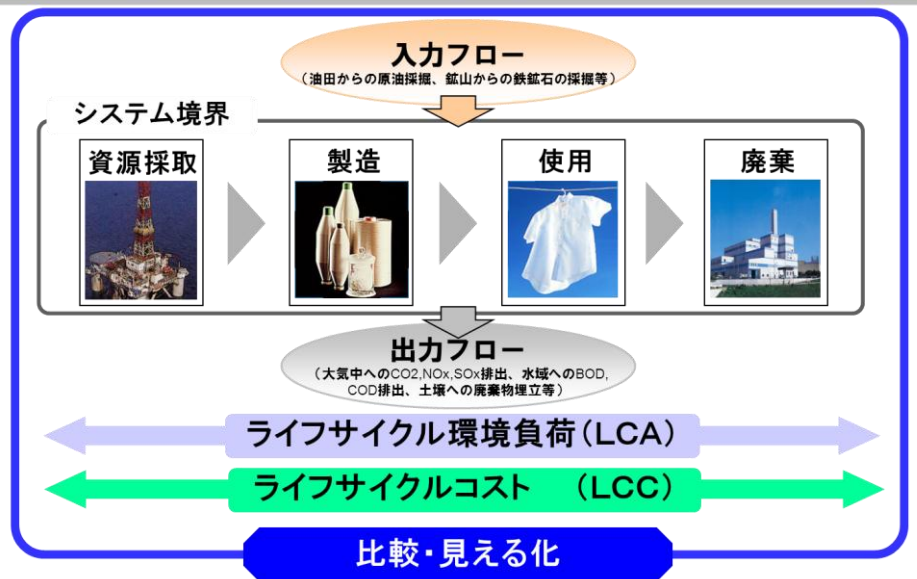 入力フロー
（油田からの原油採掘、鉱山からの鉄鉱石の採掘等）
システム境界
資源採取
製造
使用
廃棄
出力フロー
（大気中へのCO2,NOx,SOx排出、水域へのBOD,
COD排出、土壌への廃棄物埋立等）
ライフサイクル環境負荷（LCA）
ライフサイクルコスト　（LCC）
比較・見える化